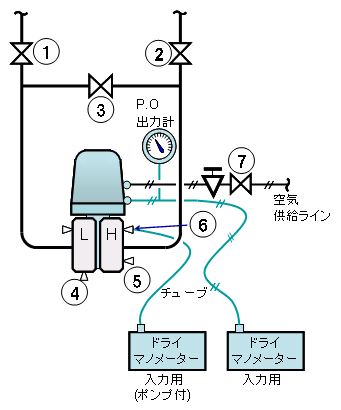 ①
②
③
P.O
出力計
⑦
空気
供給ライン
L
H
⑥
④
⑤
チューブ
ドライ
マノメーター
入力用
(ポンプ付)
ドライ
マノメーター
入力用